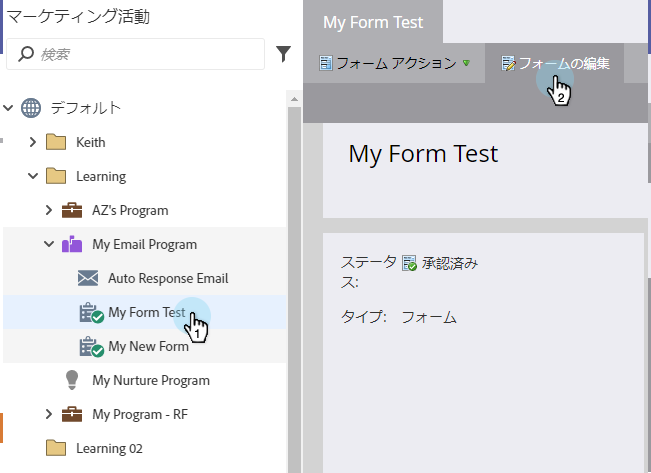 マーケティング活動
検索
デフォルト
Keith
Learning
AZ's Program
My Email Program
Auto Response Email
My Form Test
1
My New Form
My Nurture Program
My Program - RF
Learning 02
My Form Test
フォーム アクション
フォームの編集
2
My Form Test
ステータ
ス:
承認済み
タイプ: フォーム